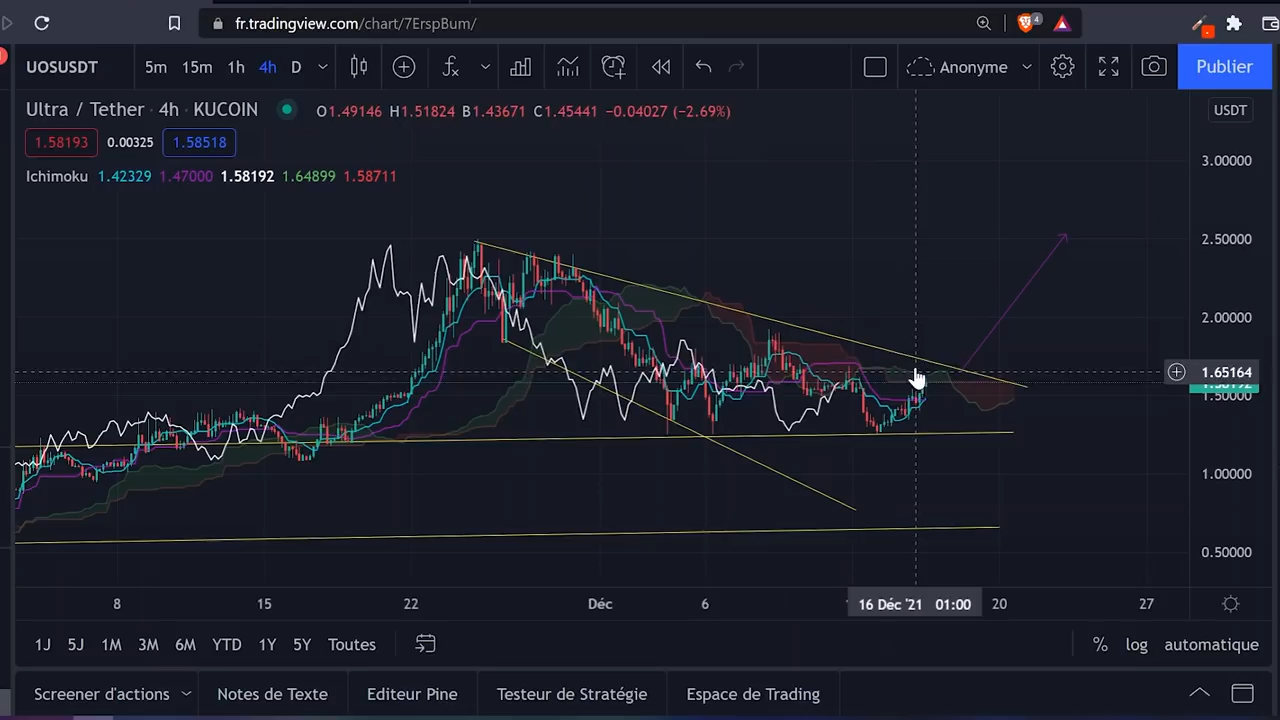 fr.tradingview.com/chart/7ErspBum/
4
UOSUSDT 5m 15m 1h 4h D Anonyme Publier
Ultra / Tether · 4h · KUCOIN O1.49146 H1.51824 B1.43671 C1.45441 −0.04027 (−2.69%) USDT
1.58193 0.00325 1.58518
Ichimoku 1.42329 1.47000 1.58192 1.64899 1.58711
3.00000
2.50000
2.00000
1.65164
1.58192
1.50000
1.00000
0.50000
8 15 22 Déc 6 16 Déc '21 01:00 20 27
1J 5J 1M 3M 6M YTD 1Y 5Y Toutes % log automatique
Screener d'actions Notes de Texte Editeur Pine Testeur de Stratégie Espace de Trading